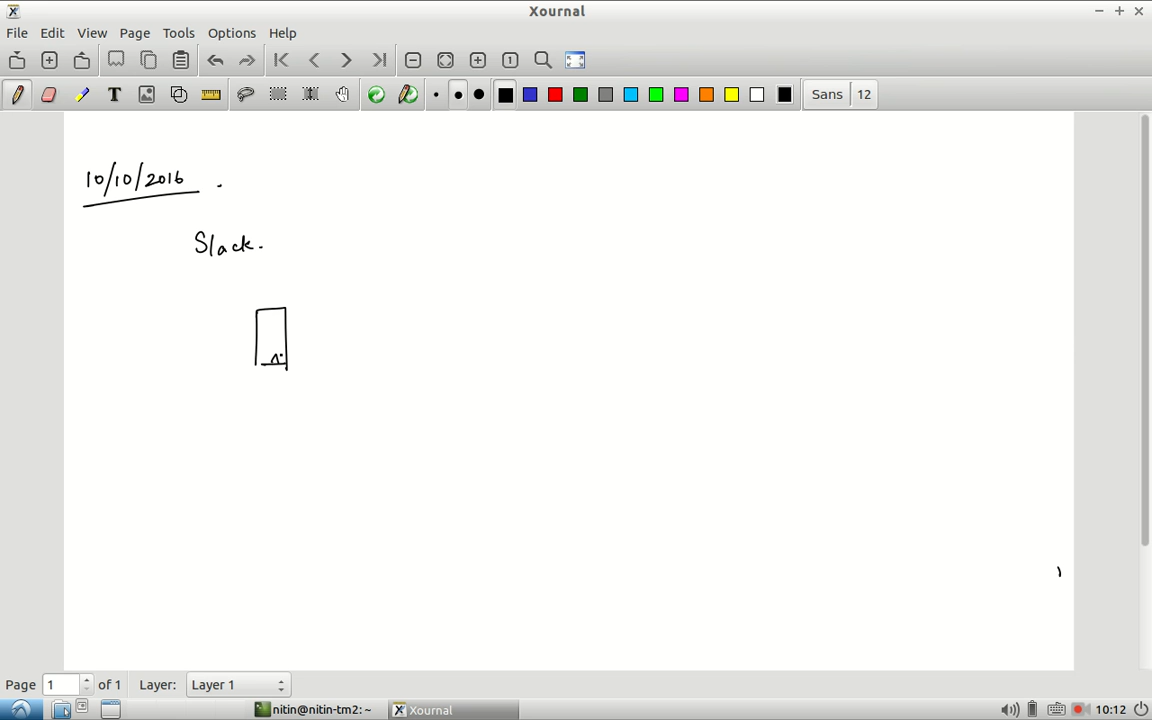 Xournal
File Edit View Page Tools Options Help
Sans 12
10/10/2016 .
Slack.
Page 1 of 1 Layer: Layer 1
nitin@nitin-tm2: ~ Xournal 10:12